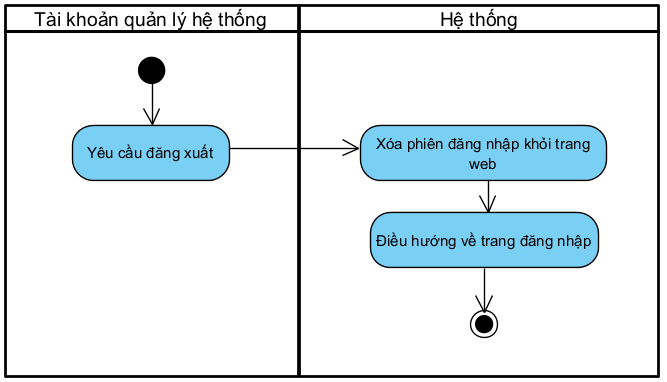 Tài khoản quản lý hệ thống
Hệ thống
Yêu cầu đăng xuất
Xóa phiên đăng nhập khỏi trang
web
Điều hướng về trang đăng nhập